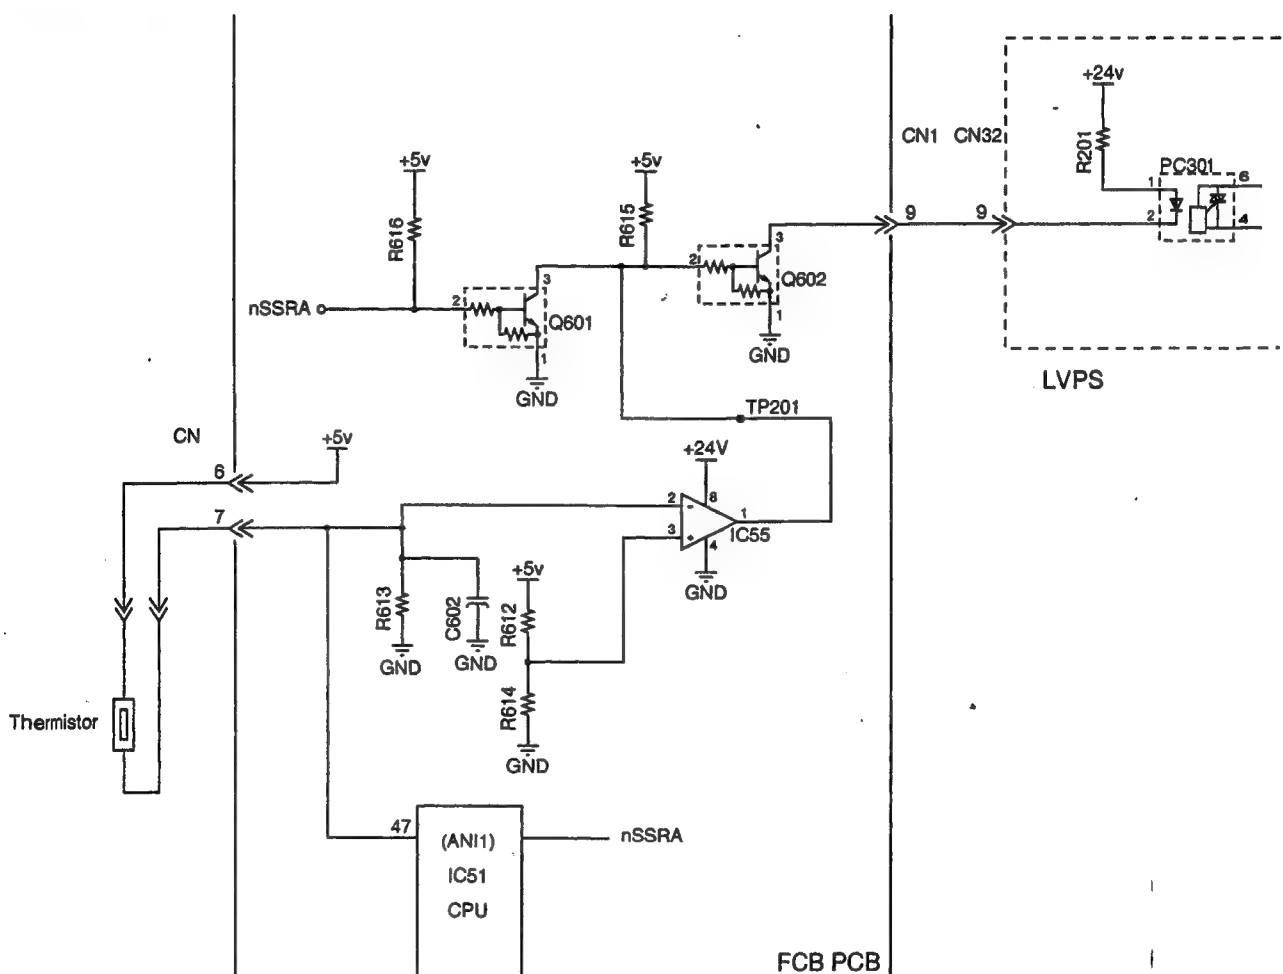 +24v
CN1 CN32
R201
+5v
+5v
PC301
1
6
R616
R615
9
9
2
4
3
2
3
Q602
nSSRA
2
Q601
1
1
GND
GND
LVPS
TP201
CN
+5v
+24V
6
2
8
-
1
7
3
+
4
IC55
+5v
GND
R613
C602
R612
GND
GND
R614
Thermistor
GND
47
(ANI1)
nSSRA
IC51
CPU
FCB PCB